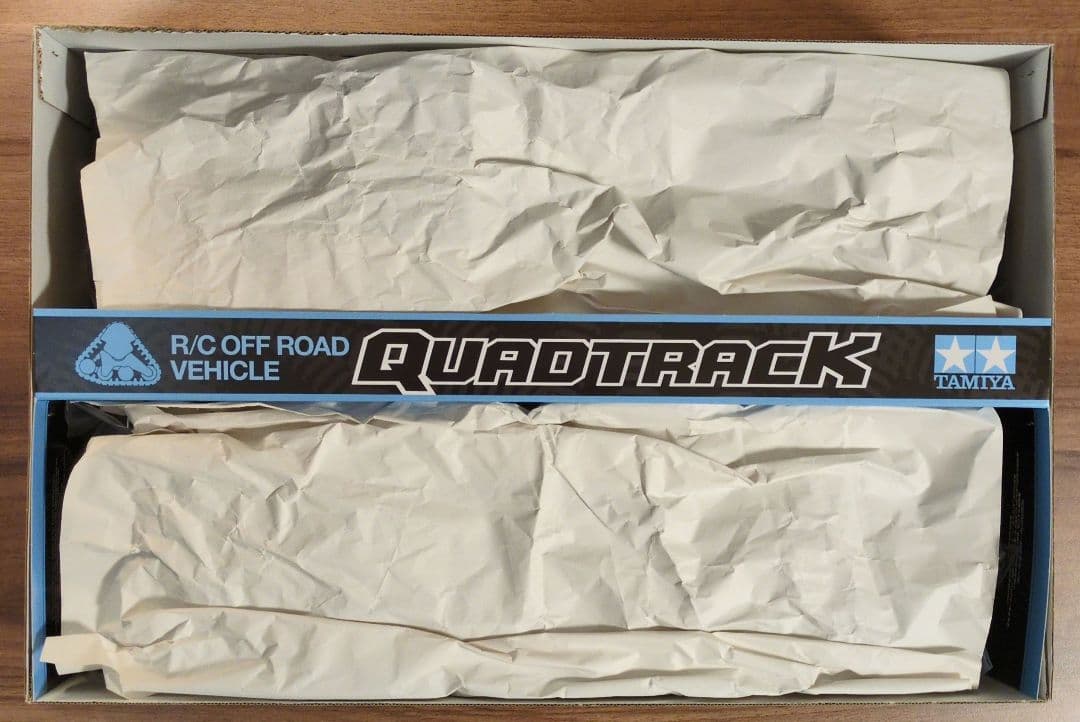 R/C OFF ROAD
VEHICLE
QUADTRACK
TAMIYA